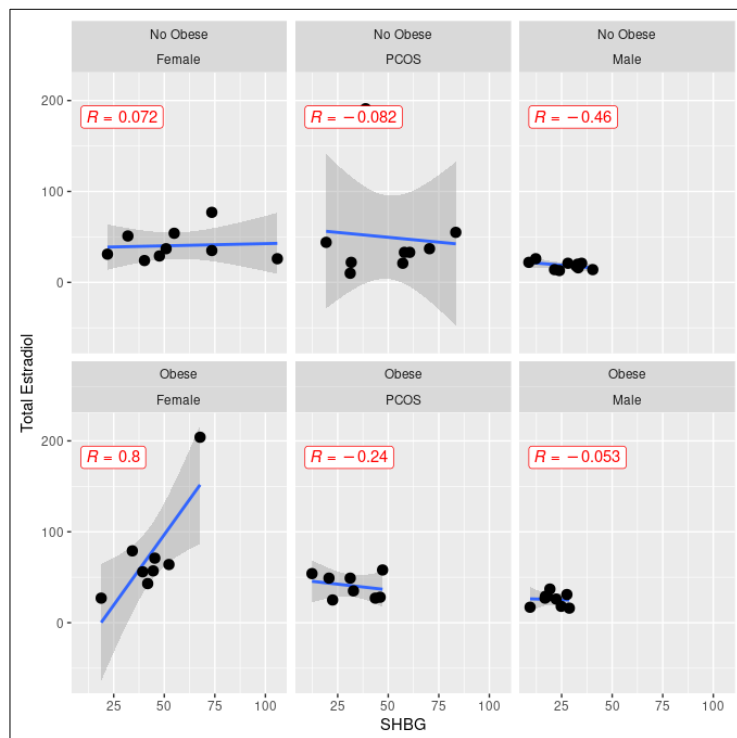 No Obese No Obese No Obese
Female PCOS Male
R = 0.072 R = −0.082 R = −0.46
200
100
0
Total Estradiol
Obese Obese Obese
Female PCOS Male
R = 0.8 R = −0.24 R = −0.053
200
100
0
25 50 75 100 25 50 75 100 25 50 75 100
SHBG